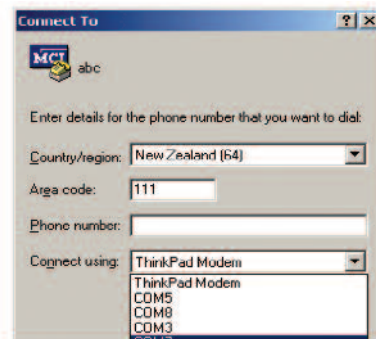 Connect To
MCI abc
Enter details for the phone number that you want to dial:
Country/region: New Zealand (64)
Area code: 111
Phone number:
Connect using: ThinkPad Modem
ThinkPad Modem
COM5
COM8
COM3